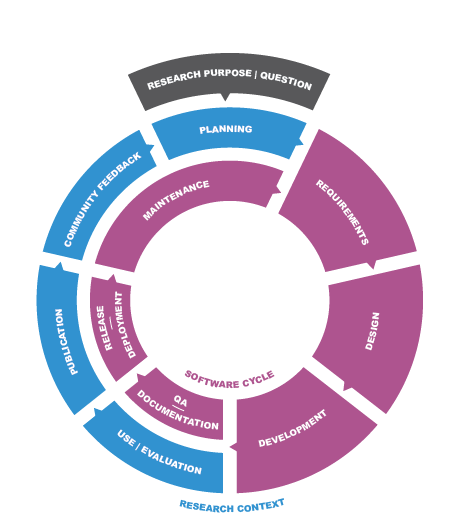 RESEARCH PURPOSE | QUESTION
PLANNING
REQUIREMENTS
DESIGN
DEVELOPMENT
QA
DOCUMENTATION
RELEASE
DEPLOYMENT
MAINTENANCE
USE | EVALUATION
PUBLICATION
COMMUNITY FEEDBACK
SOFTWARE CYCLE
RESEARCH CONTEXT